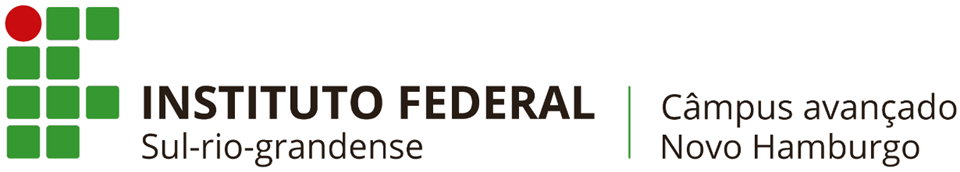 INSTITUTO FEDERAL
Sul-rio-grandense
Câmpus avançado
Novo Hamburgo